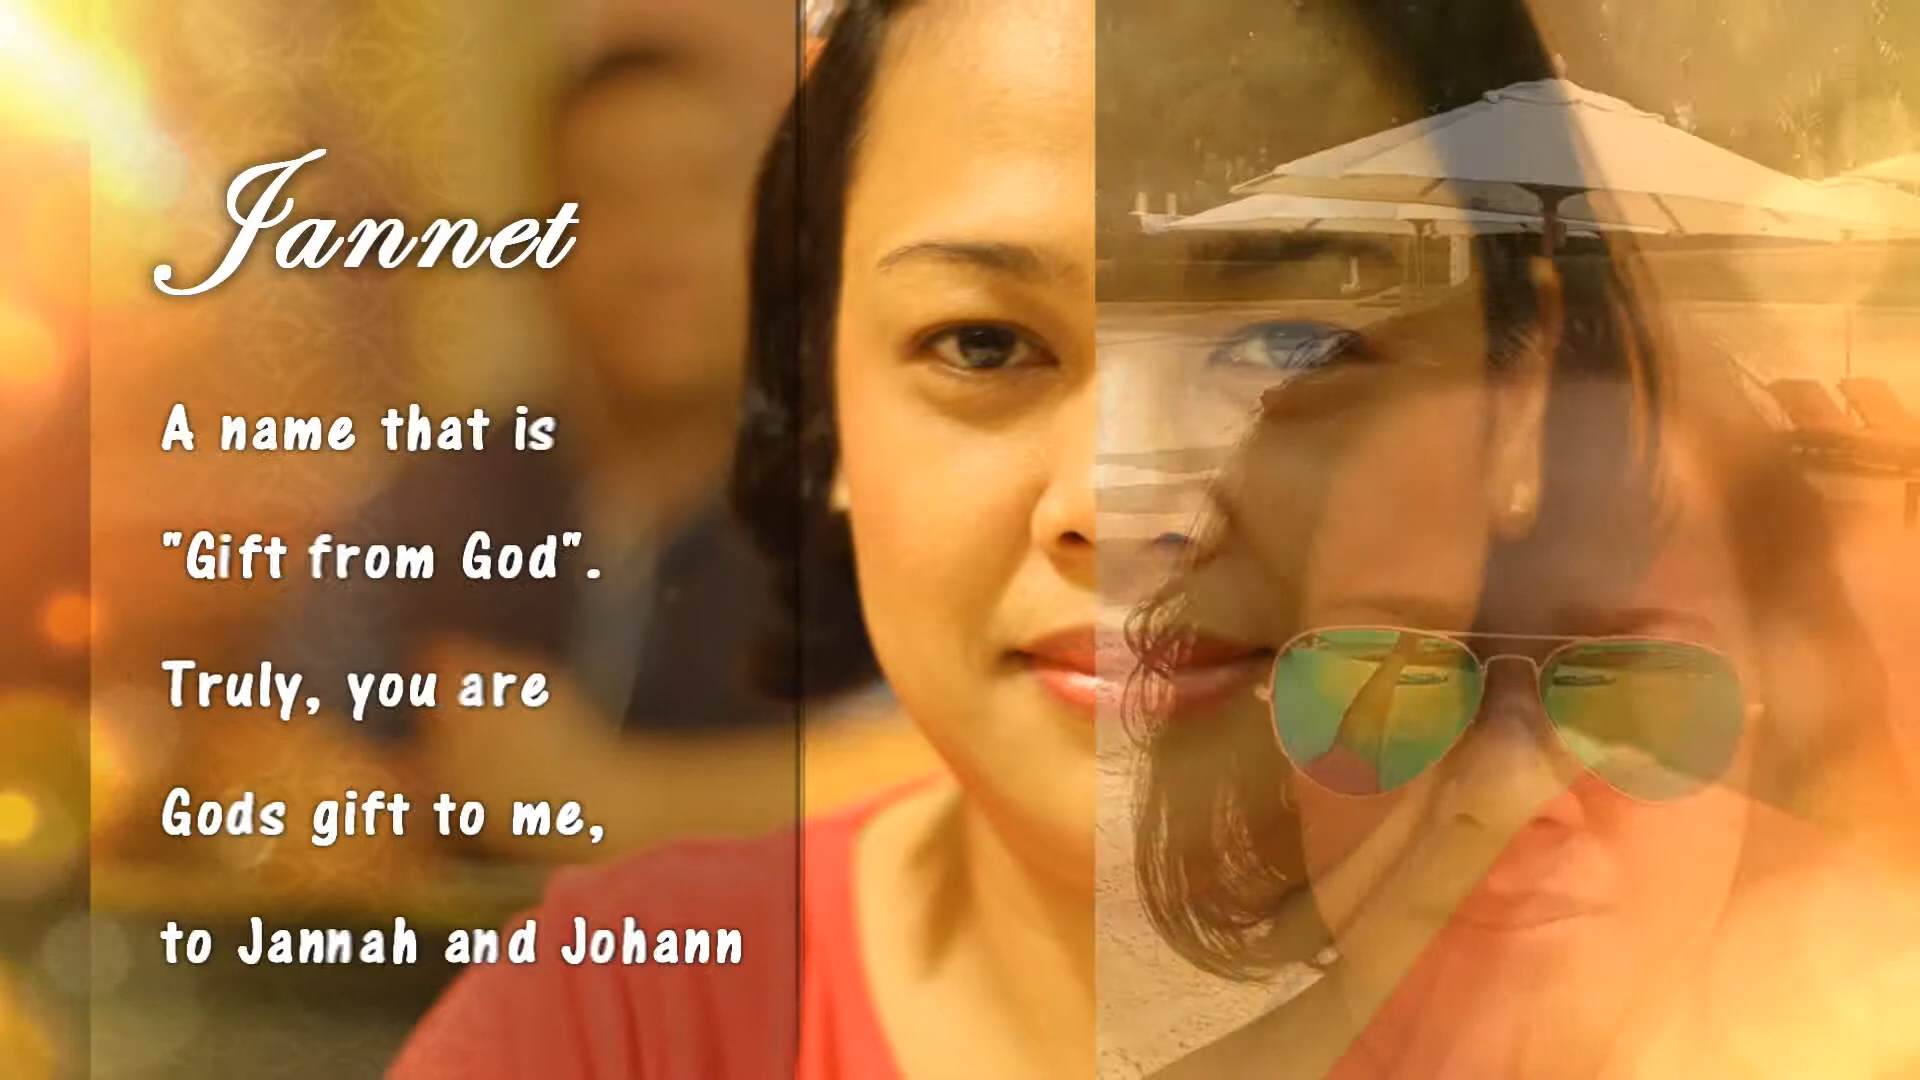 Jannet
A name that is
"Gift from God".
Truly, you are
Gods gift to me,
to Jannah and Johann